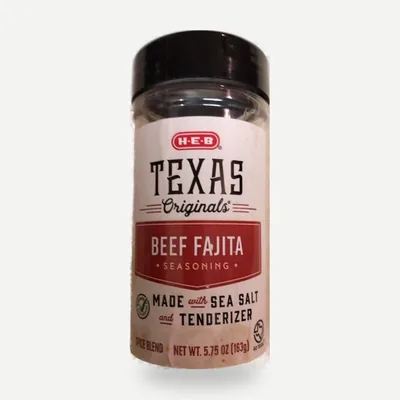 H-E-B
TEXAS
Originals
BEEF FAJITA
• SEASONING •
MADE with SEA SALT
and TENDERIZER
SPICE BLEND • NET WT. 5.75 OZ (163g)